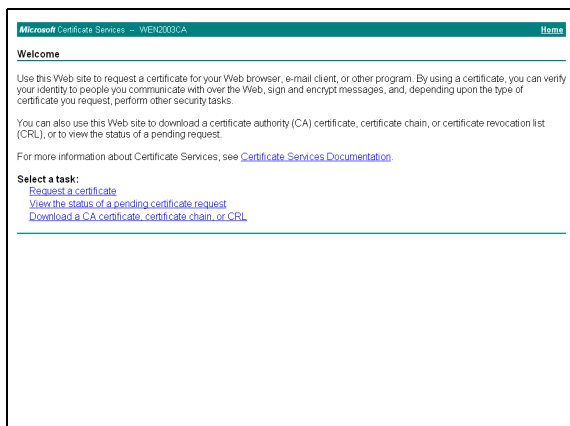 Microsoft Certificate Services -- WEN2003CA Home
Welcome
Use this Web site to request a certificate for your Web browser, e-mail client, or other program. By using a certificate, you can verify
your identity to people you communicate with over the Web, sign and encrypt messages, and, depending upon the type of
certificate you request, perform other security tasks.
You can also use this Web site to download a certificate authority (CA) certificate, certificate chain, or certificate revocation list
(CRL), or to view the status of a pending request.
For more information about Certificate Services, see Certificate Services Documentation.
Select a task:
Request a certificate
View the status of a pending certificate request
Download a CA certificate, certificate chain, or CRL